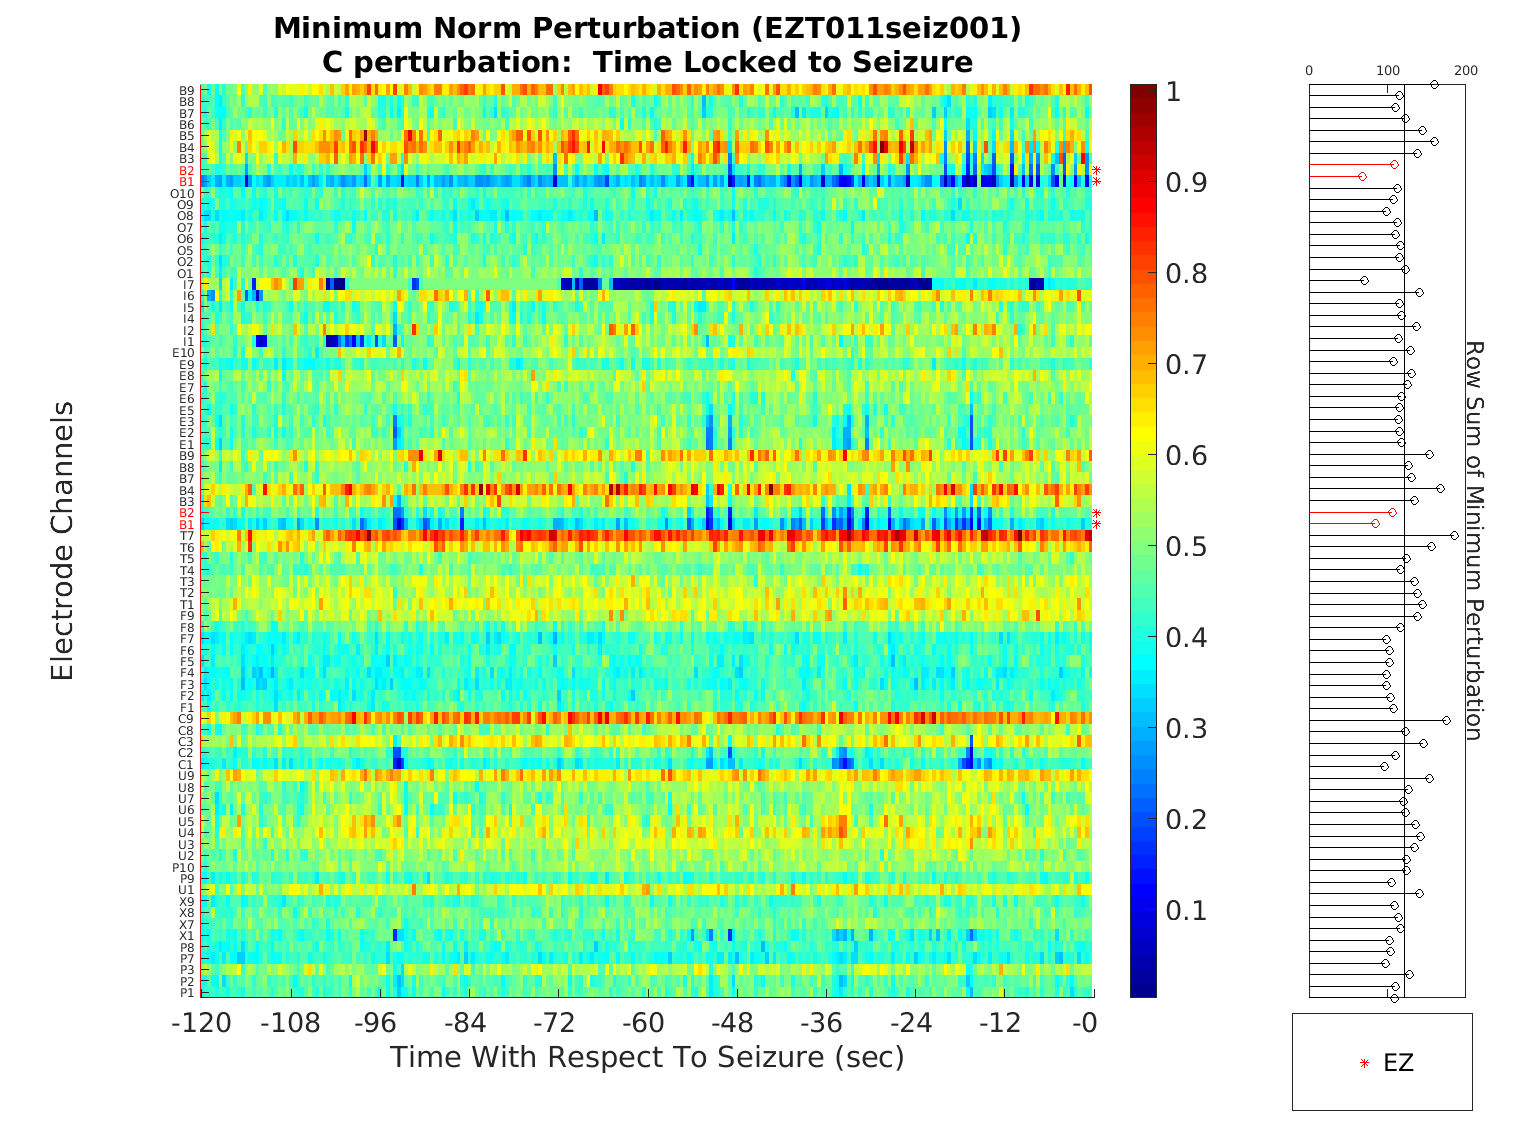 Minimum Norm Perturbation (EZT011seiz001)
C perturbation:  Time Locked to Seizure
0 100 200
B9
B8
B7
B6
B5
B4
B3
B2
B1
O10
O9
O8
O7
O6
O5
O2
O1
I7
I6
I5
I4
I2
I1
E10
E9
E8
E7
E6
E5
E3
E2
E1
B9
B8
B7
B4
B3
B2
B1
T7
T6
T5
T4
T3
T2
T1
F9
F8
F7
F6
F5
F4
F3
F2
F1
C9
C8
C3
C2
C1
U9
U8
U7
U6
U5
U4
U3
U2
P10
P9
U1
X9
X8
X7
X1
P8
P7
P3
P2
P1
Electrode Channels
-120 -108 -96 -84 -72 -60 -48 -36 -24 -12 -0
Time With Respect To Seizure (sec)
1
0.9
0.8
0.7
0.6
0.5
0.4
0.3
0.2
0.1
Row Sum of Minimum Perturbation
EZ